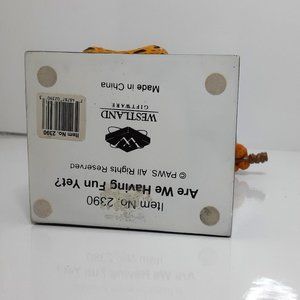 Item No. 2390
Are We Having Fun Yet?
© PAWS All Rights Reserved
WESTLAND
GIFTWARE
Made in China
Item No. 2390